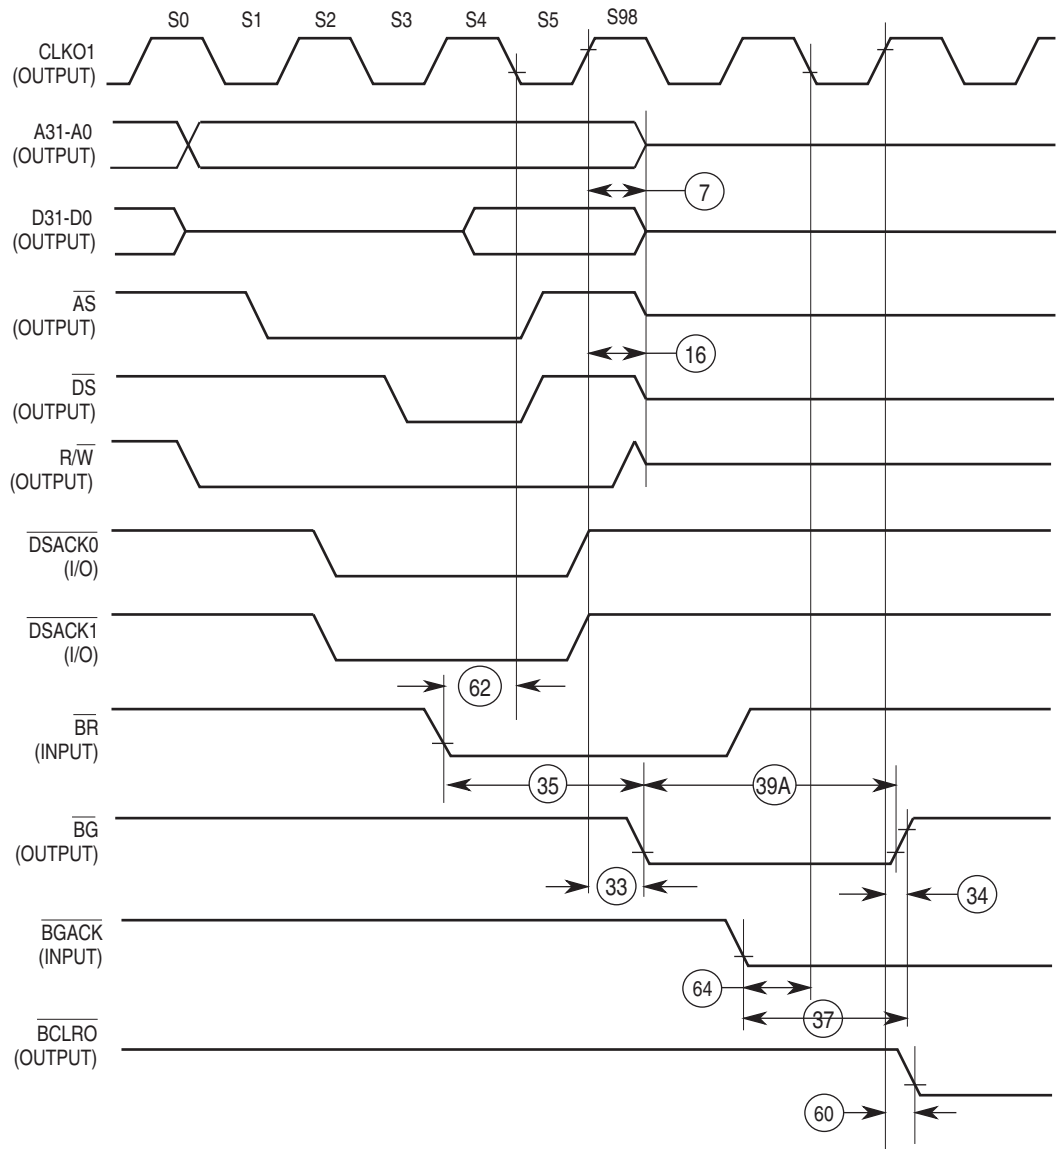 S0 S1 S2 S3 S4 S5 S98
CLKO1
(OUTPUT)
A31-A0
(OUTPUT)
7
D31-D0
(OUTPUT)
AS
(OUTPUT)
16
DS
(OUTPUT)
R/W
(OUTPUT)
DSACK0
(I/O)
DSACK1
(I/O)
62
BR
(INPUT)
35 39A
BG
(OUTPUT)
33 34
BGACK
(INPUT)
64
37
BCLRO
(OUTPUT)
60